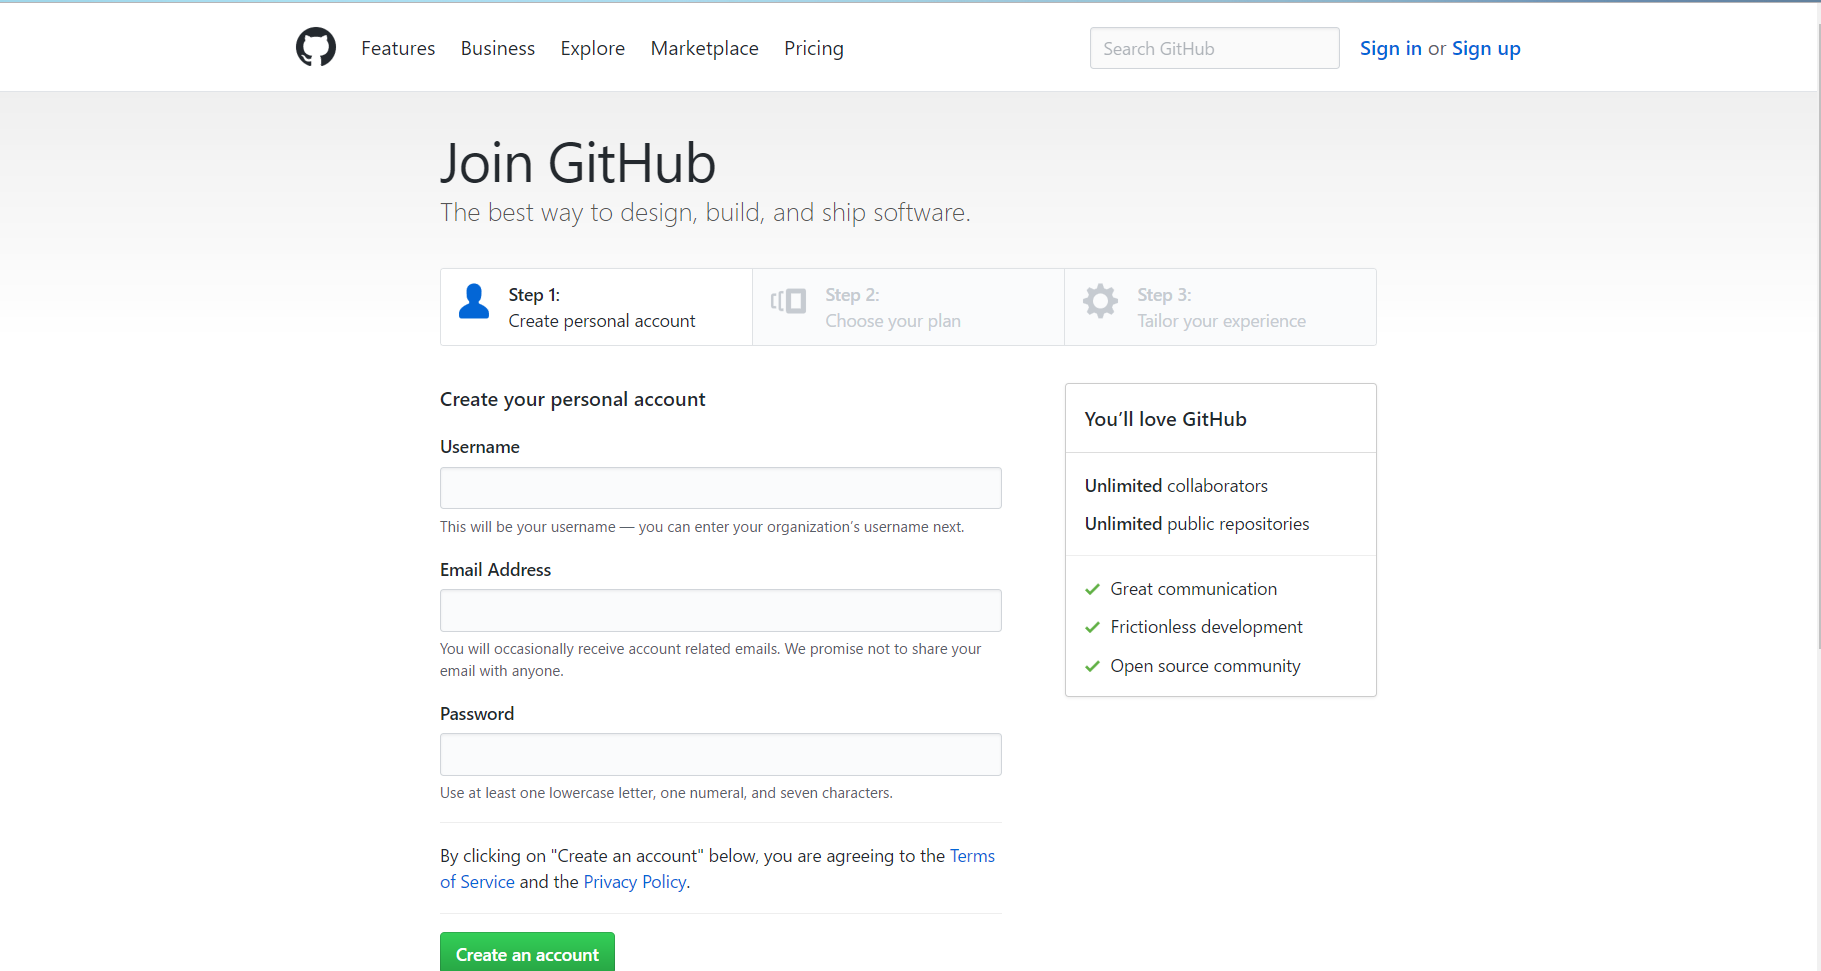 Features Business Explore Marketplace Pricing
Search GitHub
Sign in or Sign up
Join GitHub
The best way to design, build, and ship software.
Step 1:
Create personal account
Step 2:
Choose your plan
Step 3:
Tailor your experience
Create your personal account
Username
This will be your username — you can enter your organization’s username next.
Email Address
You will occasionally receive account related emails. We promise not to share your
email with anyone.
Password
Use at least one lowercase letter, one numeral, and seven characters.
By clicking on "Create an account" below, you are agreeing to the Terms
of Service and the Privacy Policy.
Create an account
You’ll love GitHub
Unlimited collaborators
Unlimited public repositories
Great communication
Frictionless development
Open source community